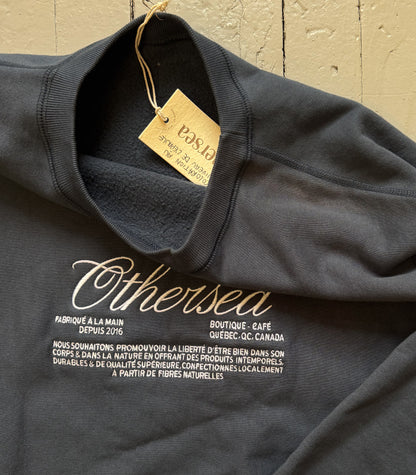 ersea
Othersea
FABRIQUÉ À LA MAIN
DEPUIS 2016
BOUTIQUE - CAFÉ
QUÉBEC, QC, CANADA
NOUS SOUHAITONS PROMOUVOIR LA LIBERTÉ D'ÊTRE BIEN DANS SON
CORPS & DANS LA NATURE EN OFFRANT DES PRODUITS INTEMPORELS,
DURABLES & DE QUALITÉ SUPÉRIEURE, CONFECTIONNÉS LOCALEMENT
À PARTIR DE FIBRES NATURELLES